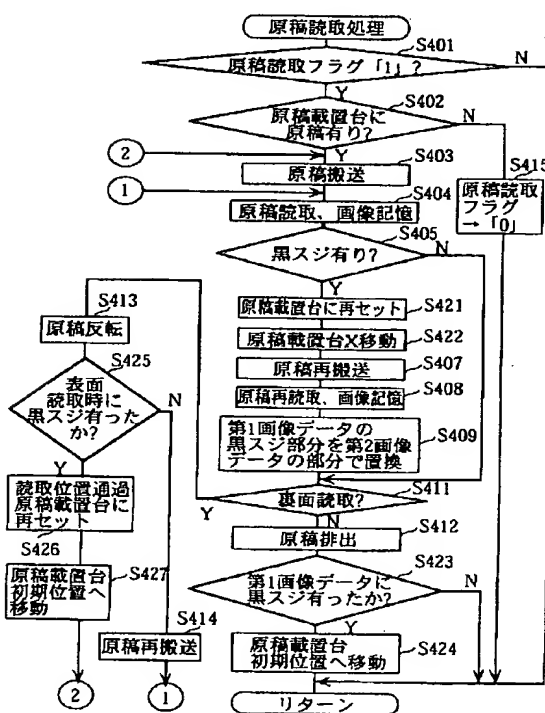 原稿読取処理
S401
原稿読取フラグ「1」?
N
Y
S402
原稿載置台に
原稿有り?
N
Y
2
S403
原稿搬送
S415
原稿読取
フラグ
→「0」
1
S404
原稿読取、画像記憶
S405
黒スジ有り?
N
Y
S421
原稿載置台に再セット
S422
原稿載置台X移動
S407
原稿再搬送
S408
原稿再読取、画像記憶
S409
第1画像データの
黒スジ部分を第2画像
データの部分で置換
S411
裏面読取?
Y
N
S412
原稿排出
S423
第1画像データに
黒スジ有ったか?
N
Y
S424
原稿載置台
初期位置へ移動
リターン
S413
原稿反転
S425
表面
読取時に
黒スジ有ったか?
N
Y
読取位置通過
原稿載置台に
再セット
S426
S427
原稿載置台
初期位置へ
移動
S414
原稿再搬送
2
1